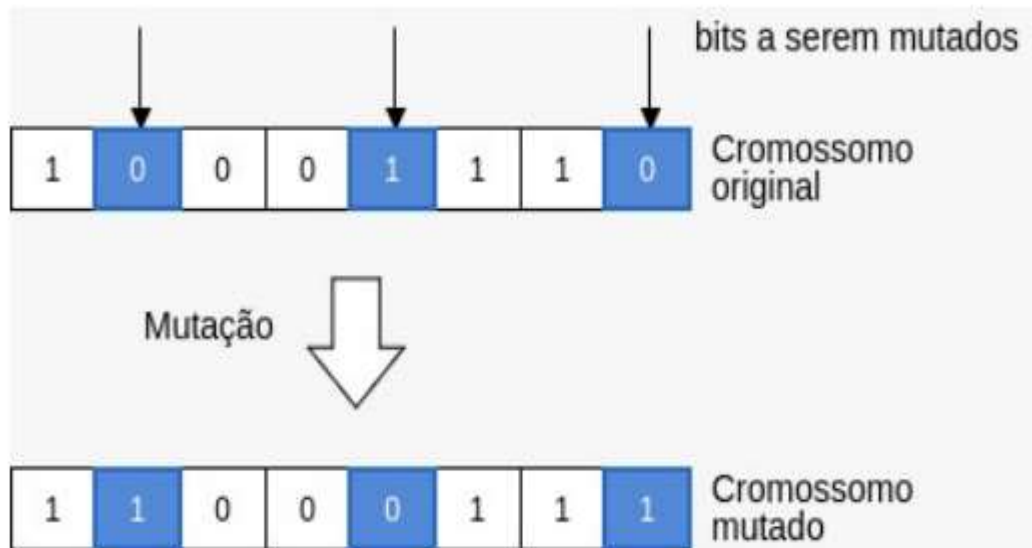 bits a serem mutados
1 0 0 0 1 1 1 0
Cromossomo
original
Mutação
1 1 0 0 0 1 1 1
Cromossomo
mutado